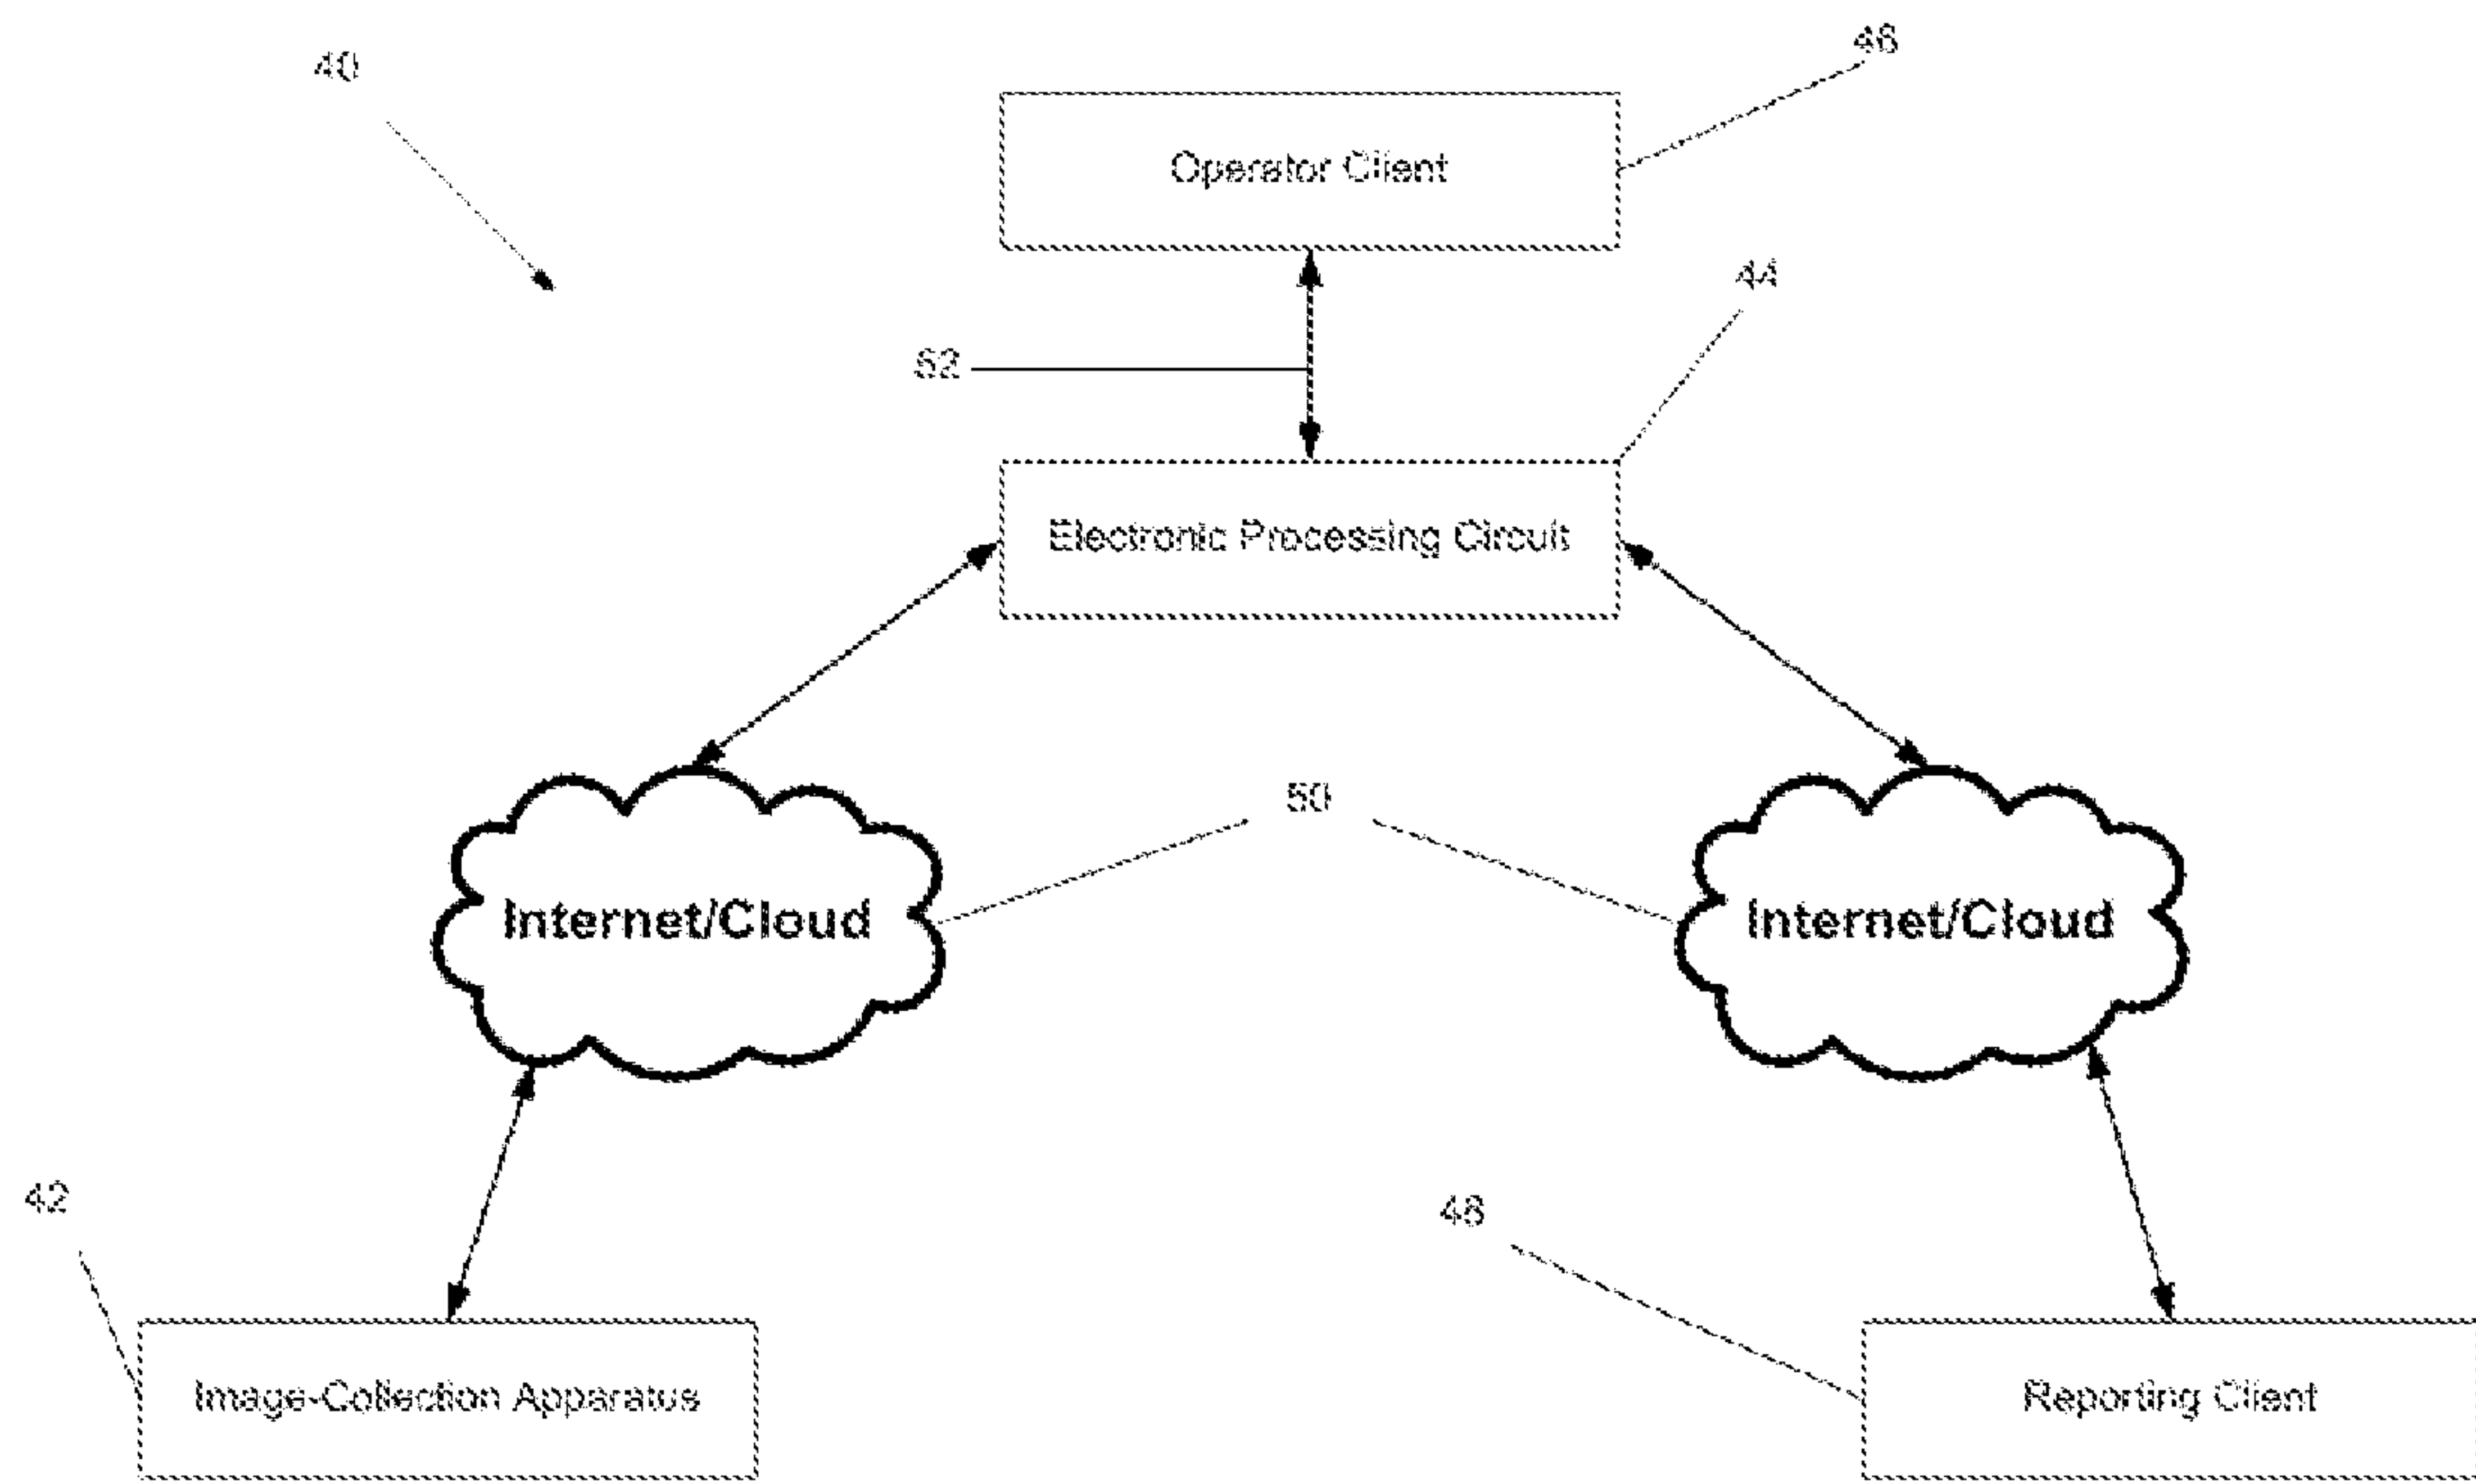 40
46
Operator Client
44
52
Electronic Processing Circuit
50
Internet/Cloud
Internet/Cloud
42
48
Image-Collection Apparatus
Reporting Client